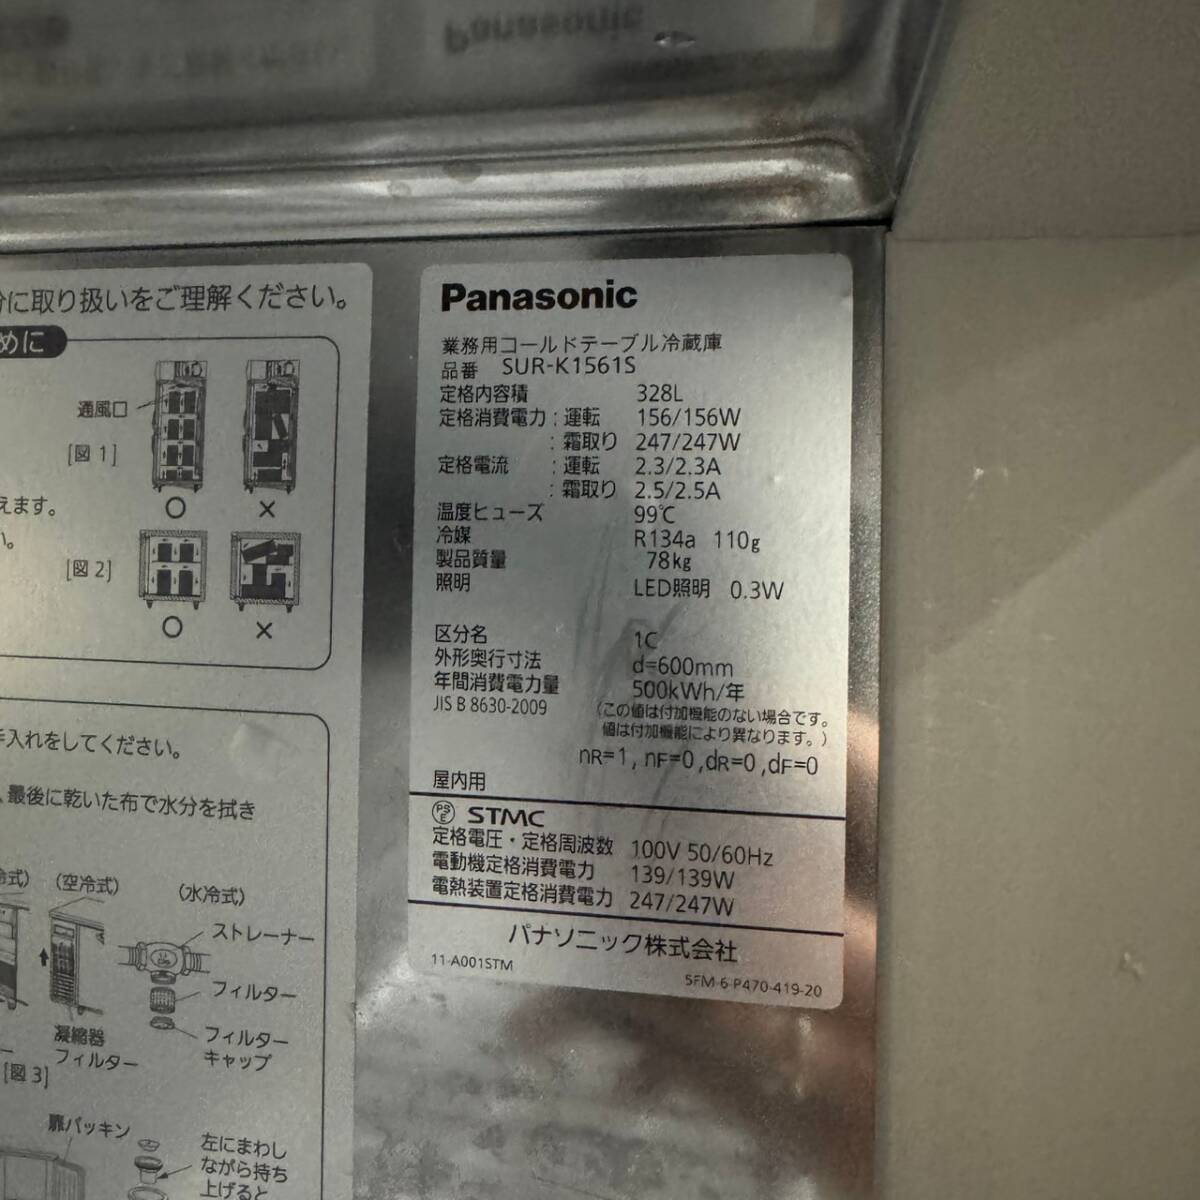 Panasonic
分に取り扱いをご理解ください。
めに
通風口
[図1]
○ ×
えます。
い。
[図2]
○ ×
手入れをしてください。
、最後に乾いた布で水分を拭き
冷式)
(空冷式)
(水冷式)
ストレーナー
フィルター
フィルター
キャップ
凝縮器
フィルター
[図3]
扉パッキン
左にまわし
ながら持ち
上げると
Panasonic
業務用コールドテーブル冷蔵庫
品番 SUR-K1561S
定格内容積 328L
定格消費電力:運転 156/156W
:霜取り 247/247W
定格電流 :運転 2.3/2.3A
:霜取り 2.5/2.5A
温度ヒューズ 99℃
冷媒 R134a 110g
製品質量 78kg
照明 LED照明 0.3W
区分名 1C
外形奥行寸法 d=600mm
年間消費電力量 500kWh/年
JIS B 8630-2009 (この値は付加機能のない場合です。
値は付加機能により異なります。)
nR=1, nF=0,dR=0,dF=0
屋内用
PSE STMC
定格電圧・定格周波数 100V 50/60Hz
電動機定格消費電力 139/139W
電熱装置定格消費電力 247/247W
パナソニック株式会社
11-A001STM
5FM-6-P470-419-20